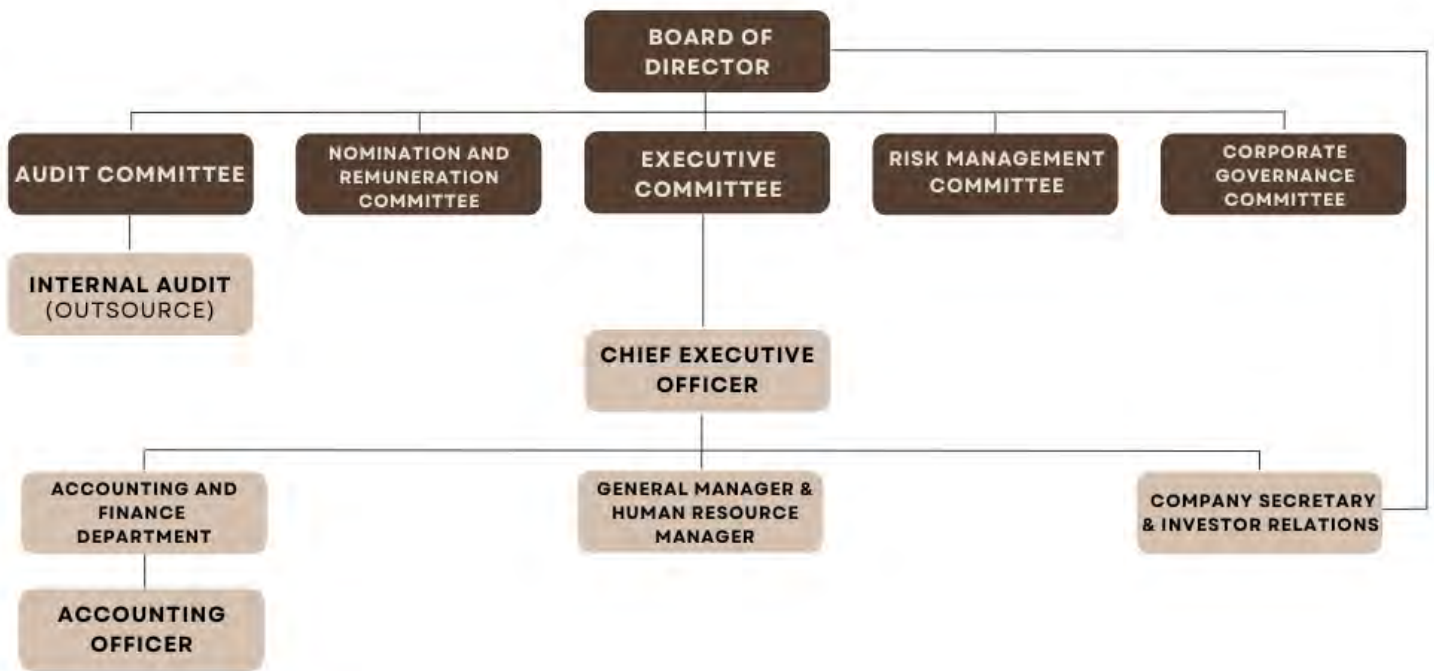 BOARD OF
DIRECTOR
AUDIT COMMITTEE
NOMINATION AND
REMUNERATION
COMMITTEE
EXECUTIVE
COMMITTEE
RISK MANAGEMENT
COMMITTEE
CORPORATE
GOVERNANCE
COMMITTEE
INTERNAL AUDIT
(OUTSOURCE)
CHIEF EXECUTIVE
OFFICER
ACCOUNTING AND
FINANCE
DEPARTMENT
GENERAL MANAGER &
HUMAN RESOURCE
MANAGER
COMPANY SECRETARY
& INVESTOR RELATIONS
ACCOUNTING
OFFICER